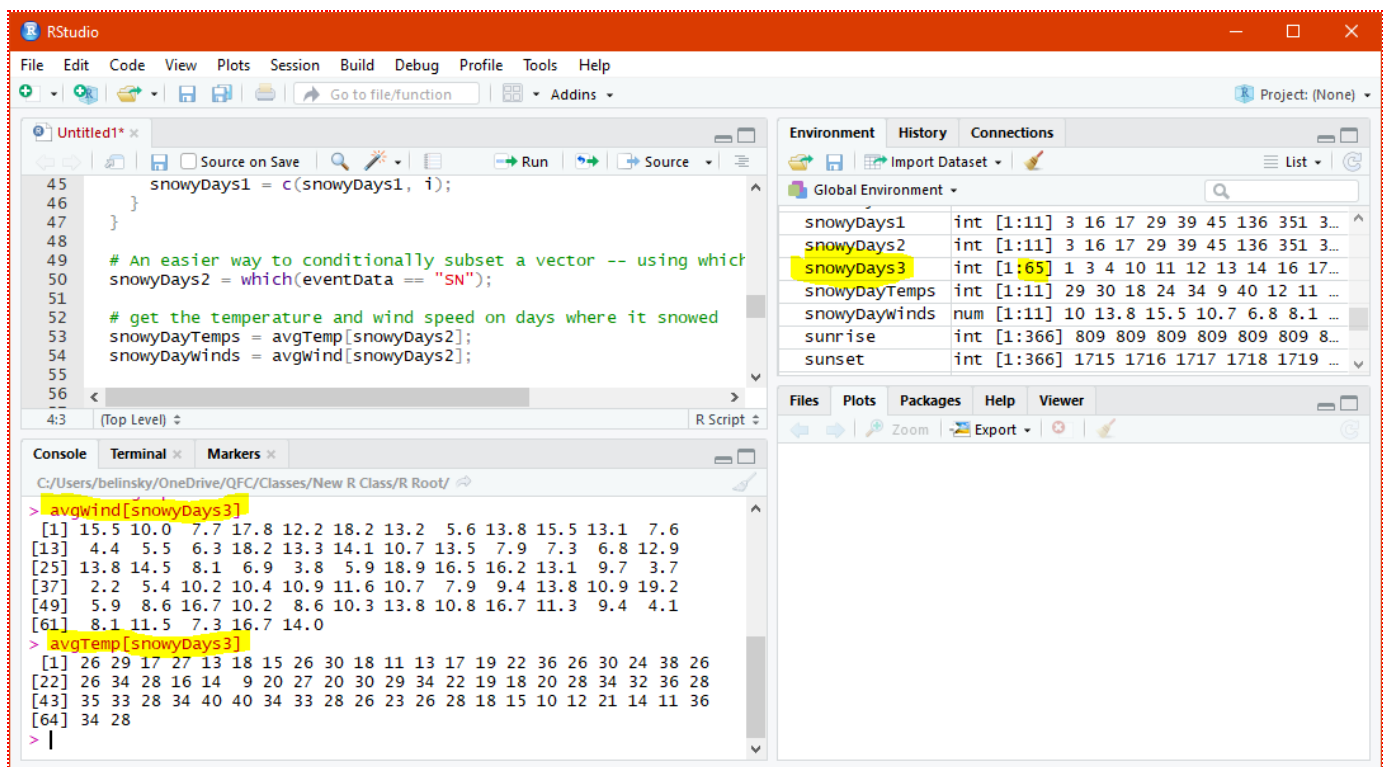 RStudio
File Edit Code View Plots Session Build Debug Profile Tools Help
Go to file/function Addins Project: (None)
Untitled1*
Source on Save Run Source
45 snowyDays1 = c(snowyDays1, i);
46 }
47 }
48
49 # An easier way to conditionally subset a vector -- using which
50 snowyDays2 = which(eventData == "SN");
51
52 # get the temperature and wind speed on days where it snowed
53 snowyDayTemps = avgTemp[snowyDays2];
54 snowyDayWinds = avgWind[snowyDays2];
55
56
4:3 (Top Level) R Script
Console Terminal Markers
C:/Users/belinsky/OneDrive/QFC/Classes/New R Class/R Root/
> avgWind[snowyDays3]
[1] 15.5 10.0 7.7 17.8 12.2 18.2 13.2 5.6 13.8 15.5 13.1 7.6
[13] 4.4 5.5 6.3 18.2 13.3 14.1 10.7 13.5 7.9 7.3 6.8 12.9
[25] 13.8 14.5 8.1 6.9 3.8 5.9 18.9 16.5 16.2 13.1 9.7 3.7
[37] 2.2 5.4 10.2 10.4 10.9 11.6 10.7 7.9 9.4 13.8 10.9 19.2
[49] 5.9 8.6 16.7 10.2 8.6 10.3 13.8 10.8 16.7 11.3 9.4 4.1
[61] 8.1 11.5 7.3 16.7 14.0
> avgTemp[snowyDays3]
[1] 26 29 17 27 13 18 15 26 30 18 11 13 17 19 22 36 26 30 24 38 26
[22] 26 34 28 16 14 9 20 27 20 30 29 34 22 19 18 20 28 34 32 36 28
[43] 35 33 28 34 40 40 34 33 28 26 23 26 28 18 15 10 12 21 14 11 36
[64] 34 28
>
Environment History Connections
Import Dataset List
Global Environment
snowyDays1 int [1:11] 3 16 17 29 39 45 136 351 3…
snowyDays2 int [1:11] 3 16 17 29 39 45 136 351 3…
snowyDays3 int [1:65] 1 3 4 10 11 12 13 14 16 17…
snowyDayTemps int [1:11] 29 30 18 24 34 9 40 12 11 …
snowyDayWinds num [1:11] 10 13.8 15.5 10.7 6.8 8.1 …
sunrise int [1:366] 809 809 809 809 809 809 8…
sunset int [1:366] 1715 1716 1717 1718 1719 …
Files Plots Packages Help Viewer
Zoom Export